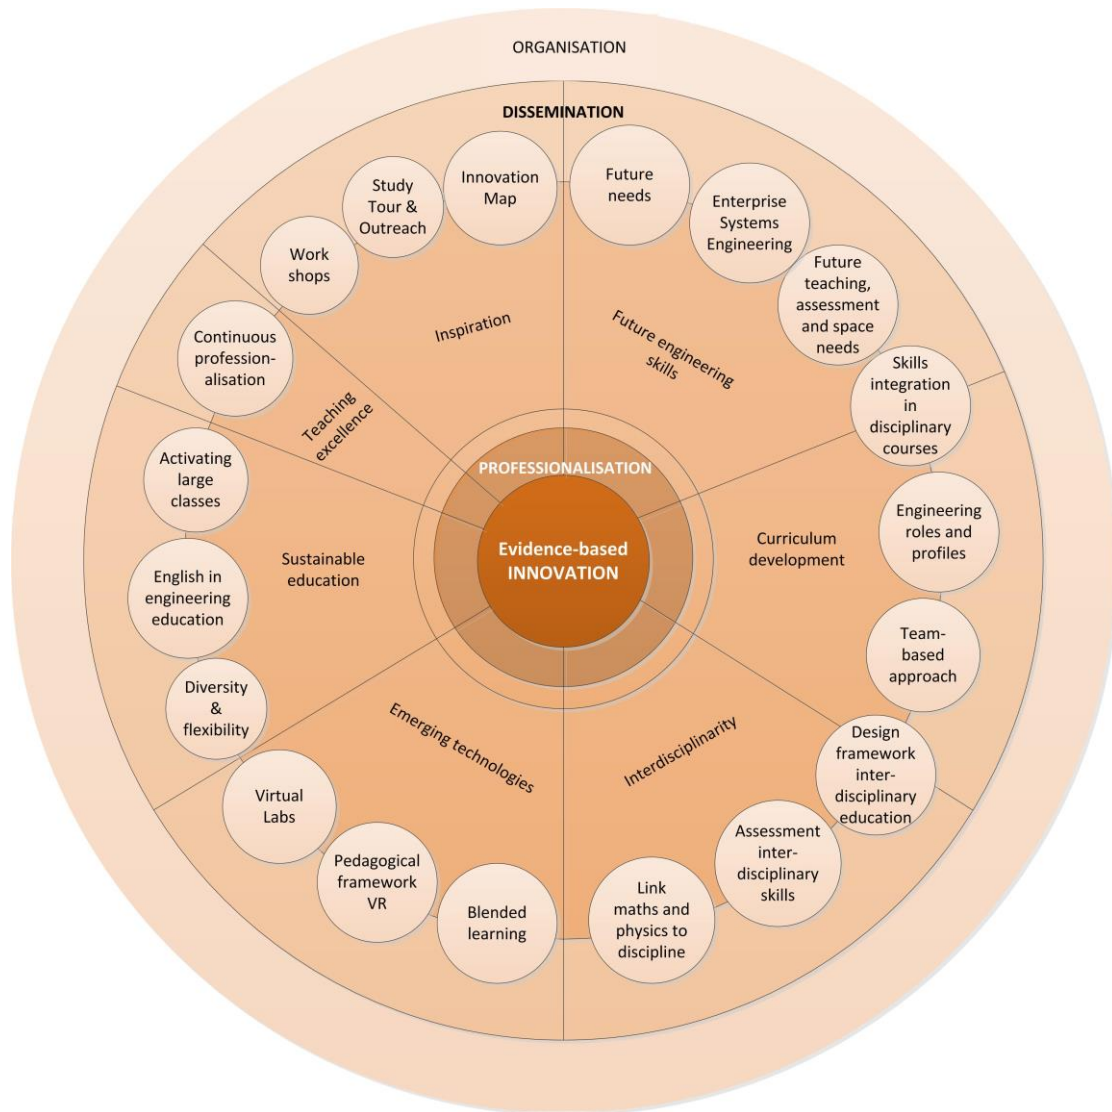 ORGANISATION
DISSEMINATION
Innovation
Map
Future
needs
Study
Tour &
Outreach
Enterprise
Systems
Engineering
Work
shops
Future
teaching,
assessment
and space
needs
Continuous
profession-
alisation
Inspiration
Future engineering
skills
Skills
integration
in
disciplinary
courses
Teaching
excellence
Activating
large
classes
PROFESSIONALISATION
Engineering
roles and
profiles
Evidence-based
INNOVATION
Curriculum
development
Sustainable
education
English in
engineering
education
Team-
based
approach
Diversity
&
flexibility
Emerging technologies
Interdisciplinarity
Design
framework
inter-
disciplinary
education
Virtual
Labs
Assessment
inter-
disciplinary
skills
Pedagogical
framework
VR
Blended
learning
Link
maths and
physics to
discipline